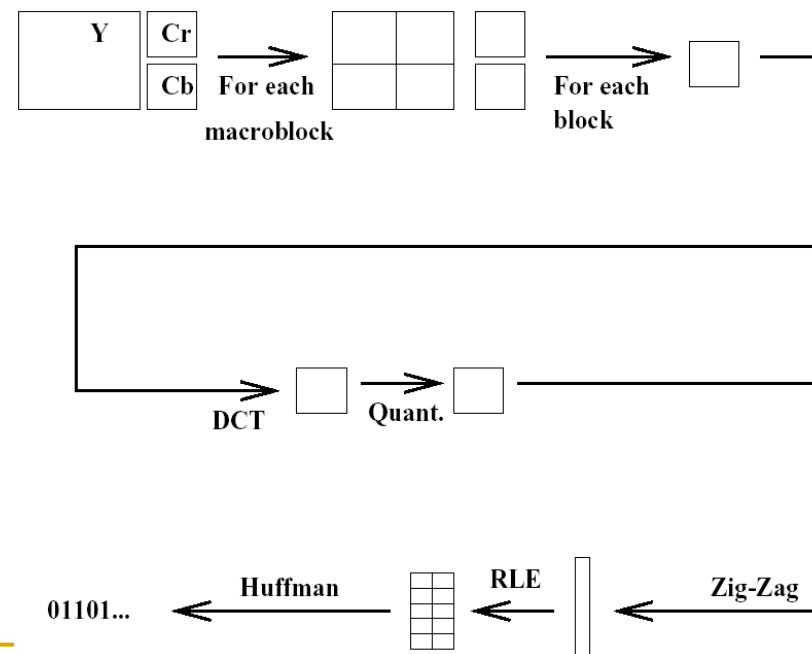 Y
Cr
Cb
For each
macroblock
For each
block
DCT
Quant.
Huffman
RLE
Zig-Zag
01101...